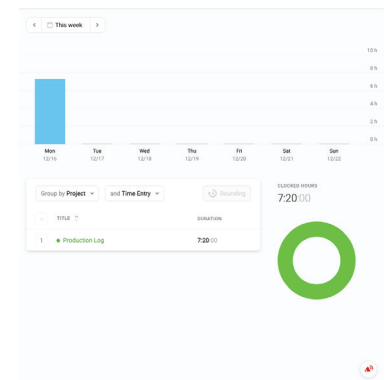 This week
10 h
8 h
6 h
4 h
2 h
0 h
Mon Tue Wed Thu Fri Sat Sun
12/16 12/17 12/18 12/19 12/20 12/21 12/22
Group by Project and Time Entry Rounding
CLOCKED HOURS
7:20:00
TITLE DURATION
1 Production Log 7:20:00